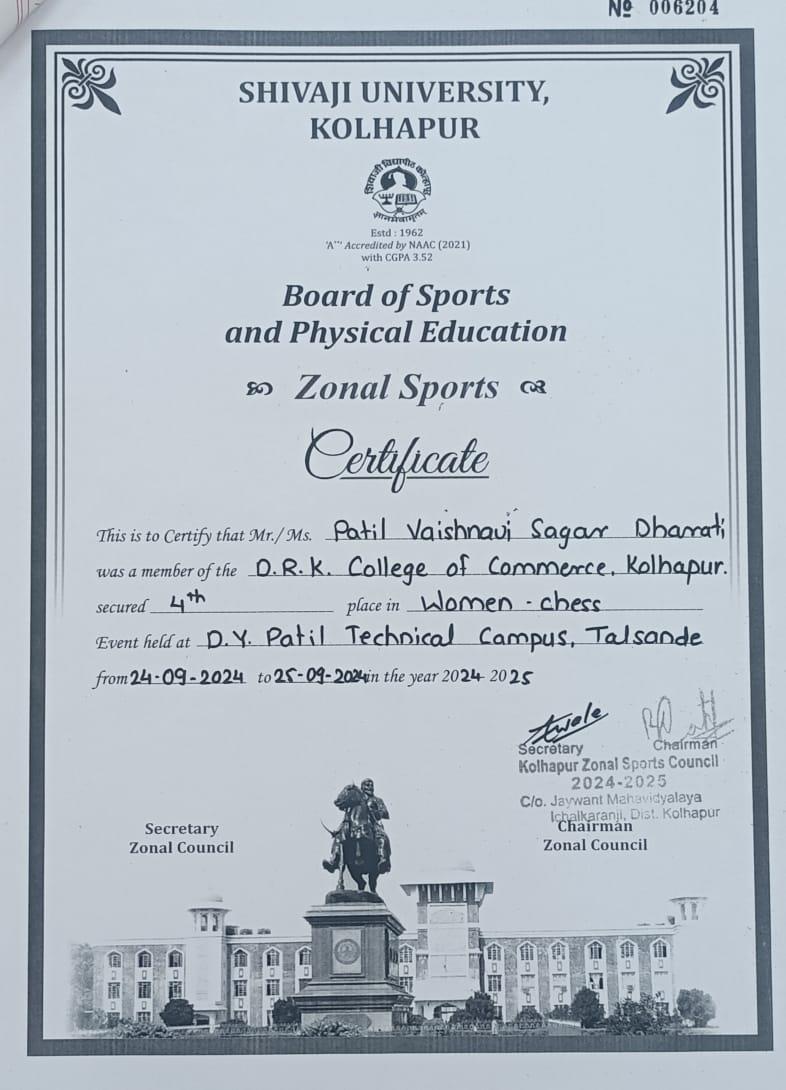 Nº 006204
SHIVAJI UNIVERSITY,
KOLHAPUR
शिवाजी विद्यापीठ कोल्हापूर
ज्ञानमेवामृतम्
Estd : 1962
'A++' Accredited by NAAC (2021)
with CGPA 3.52
Board of Sports
and Physical Education
Zonal Sports
Certificate
This is to Certify that Mr./ Ms. Patil Vaishnavi Sagar Dharati
was a member of the D.R.K. College of Commerce, Kolhapur.
secured 4th place in Women - chess
Event held at D.Y. Patil Technical Campus, Talsande
from 24-09-2024 to 25-09-2024 in the year 2024 2025
Secretary Chairman
Kolhapur Zonal Sports Council
2024-2025
C/o. Jaywant Mahavidyalaya
Ichalkaranji, Dist. Kolhapur
Secretary
Zonal Council
Chairman
Zonal Council